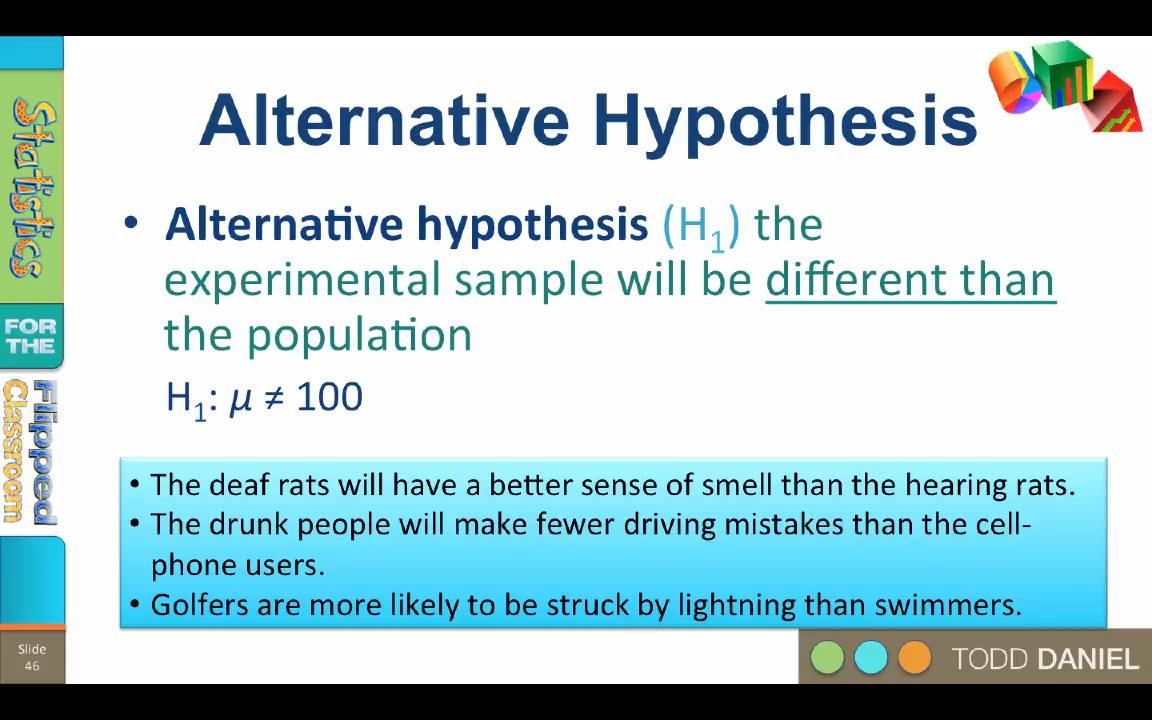 Alternative Hypothesis
• Alternative hypothesis (H1) the
experimental sample will be different than
the population
H1: μ ≠ 100
• The deaf rats will have a better sense of smell than the hearing rats.
• The drunk people will make fewer driving mistakes than the cell-
phone users.
• Golfers are more likely to be struck by lightning than swimmers.
Statistics
FOR
THE
Flipped
Classroom
Slide
46
TODD DANIEL